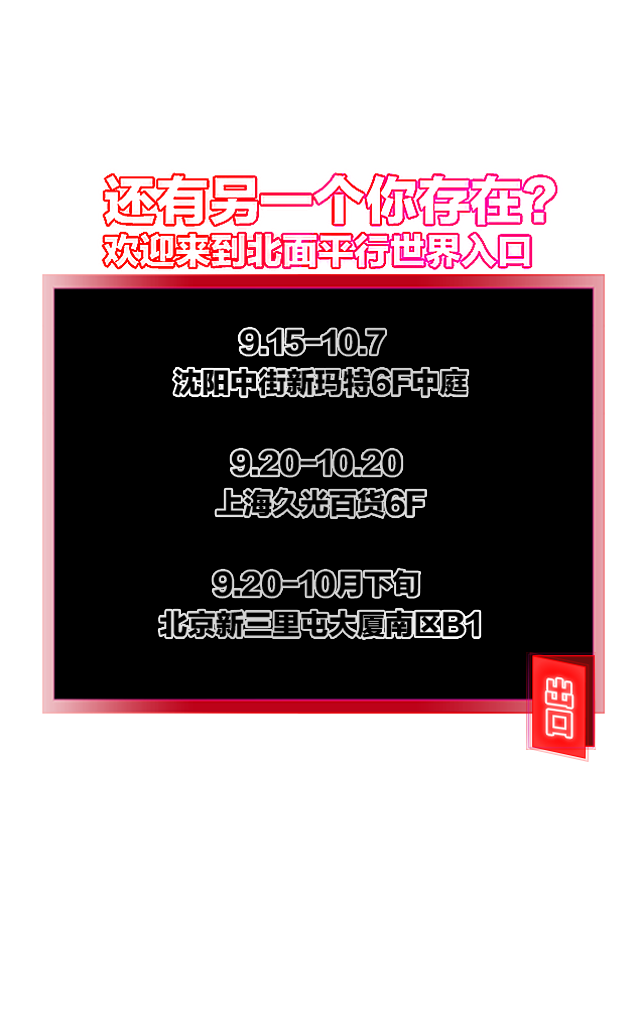 还有另一个你存在?
欢迎来到北面平行世界入口
9.15-10.7
沈阳中街新玛特6F中庭
9.20-10.20
上海久光百货6F
9.20-10月下旬
北京新三里屯大厦南区B1
出口